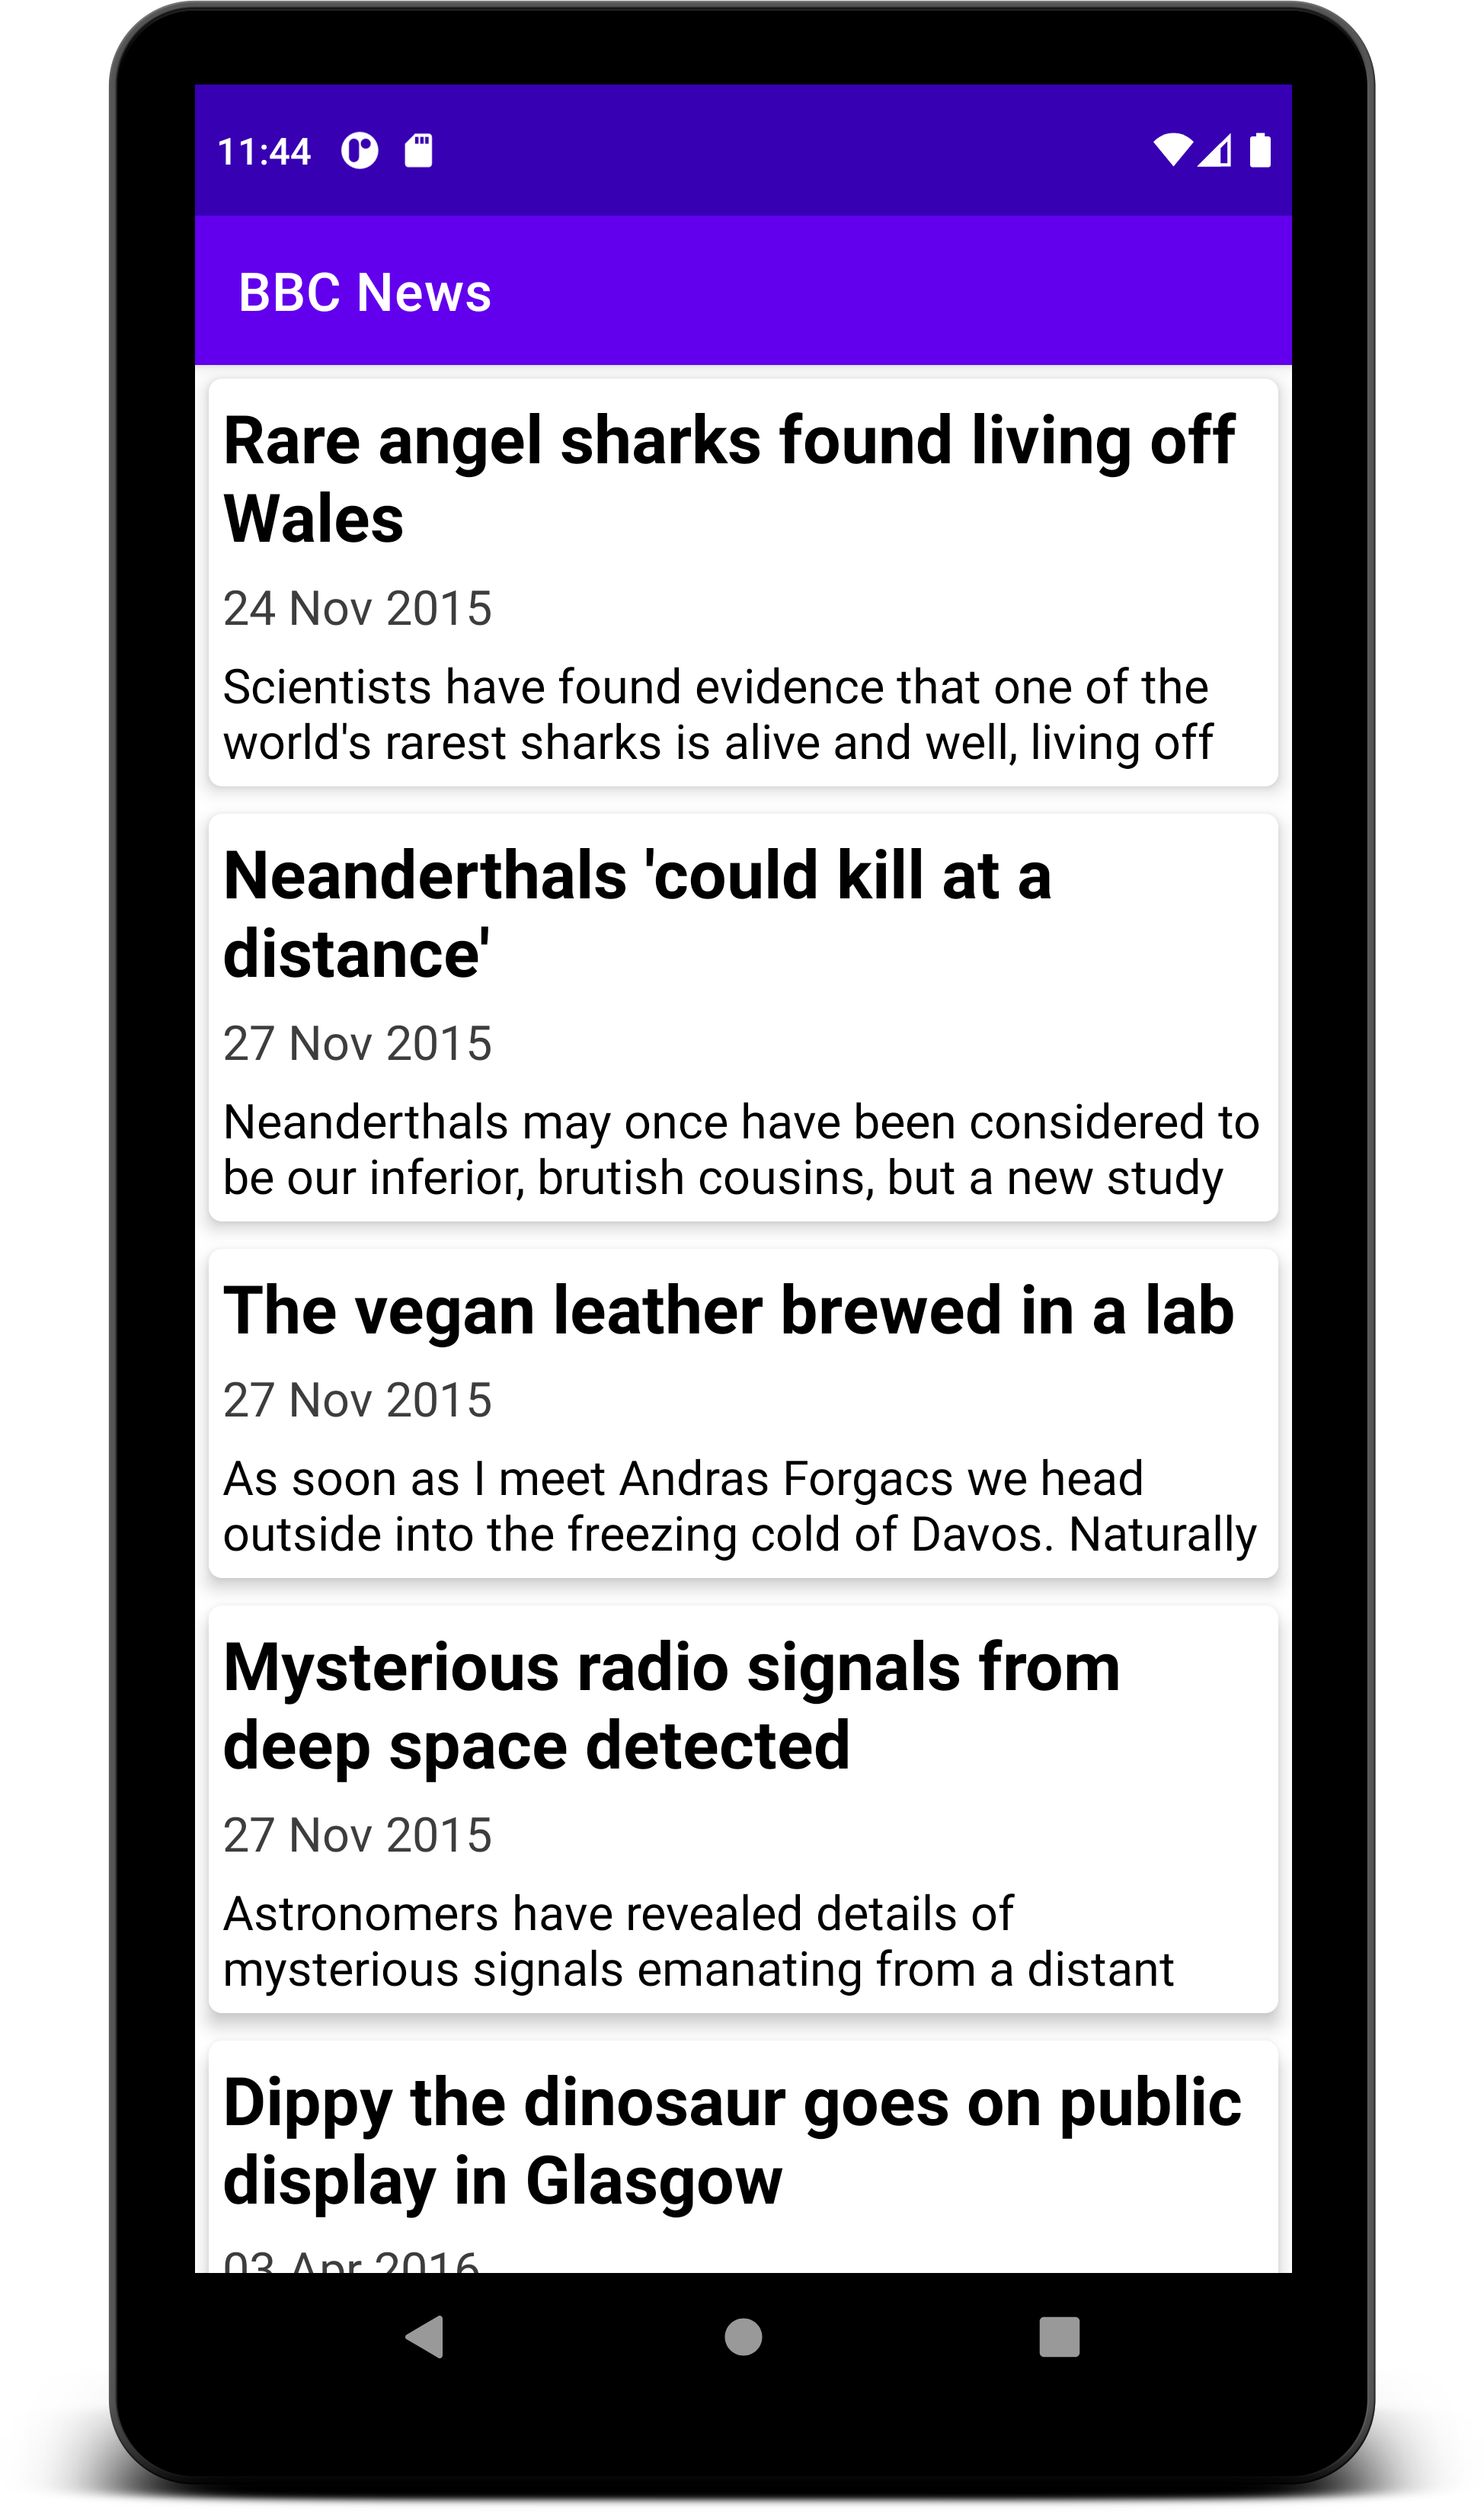 11:44
BBC News
Rare angel sharks found living off
Wales
24 Nov 2015
Scientists have found evidence that one of the
world's rarest sharks is alive and well, living off
Neanderthals 'could kill at a
distance'
27 Nov 2015
Neanderthals may once have been considered to
be our inferior, brutish cousins, but a new study
The vegan leather brewed in a lab
27 Nov 2015
As soon as I meet Andras Forgacs we head
outside into the freezing cold of Davos. Naturally
Mysterious radio signals from
deep space detected
27 Nov 2015
Astronomers have revealed details of
mysterious signals emanating from a distant
Dippy the dinosaur goes on public
display in Glasgow
03 Apr 2016